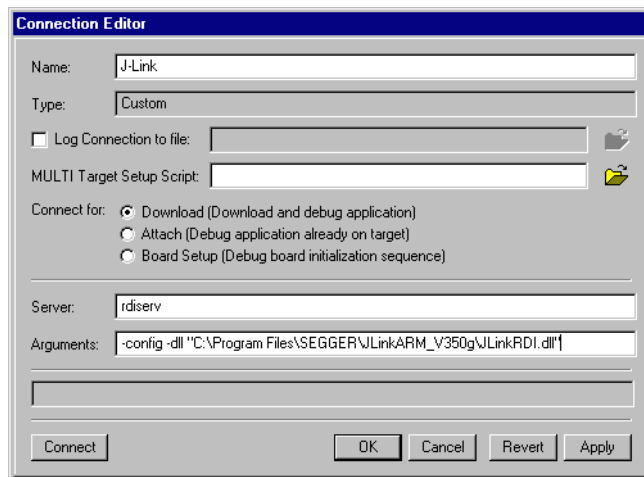 Connection Editor
Name: J-Link
Type: Custom
Log Connection to file:
MULTI Target Setup Script:
Connect for: Download (Download and debug application)
Attach (Debug application already on target)
Board Setup (Debug board initialization sequence)
Server: rdiserv
Arguments: -config -dll "C:\Program Files\SEGGER\JLinkARM_V350g\JLinkRDI.dll"
Connect OK Cancel Revert Apply